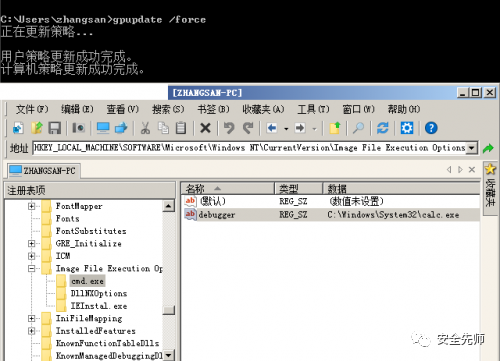 C:\Users\zhangsan>gpupdate /force
正在更新策略...
用户策略更新成功完成。
计算机策略更新成功完成。
[ZHANGSAN-PC]
文件(F) 编辑(E) 查看(V) 搜索(S) 书签(B) 收藏夹(A) 工具(T) 窗口(W) 帮助(H)
地址 HKEY_LOCAL_MACHINE\SOFTWARE\Microsoft\Windows NT\CurrentVersion\Image File Execution Options
ZHANGSAN-PC
注册表项
名称 类型 数据
FontMapper
ab (默认) REG_SZ (数值未设置)
Fonts
ab debugger REG_SZ C:\Windows\System32\calc.exe
FontSubstitutes
GRE_Initialize
ICM
Image File Execution Op
cmd.exe
DllNXOptions
IEInstal.exe
IniFileMapping
InstalledFeatures
KnownFunctionTableDlls
KnownManagedDebuggingDl
收藏夹
安全先师